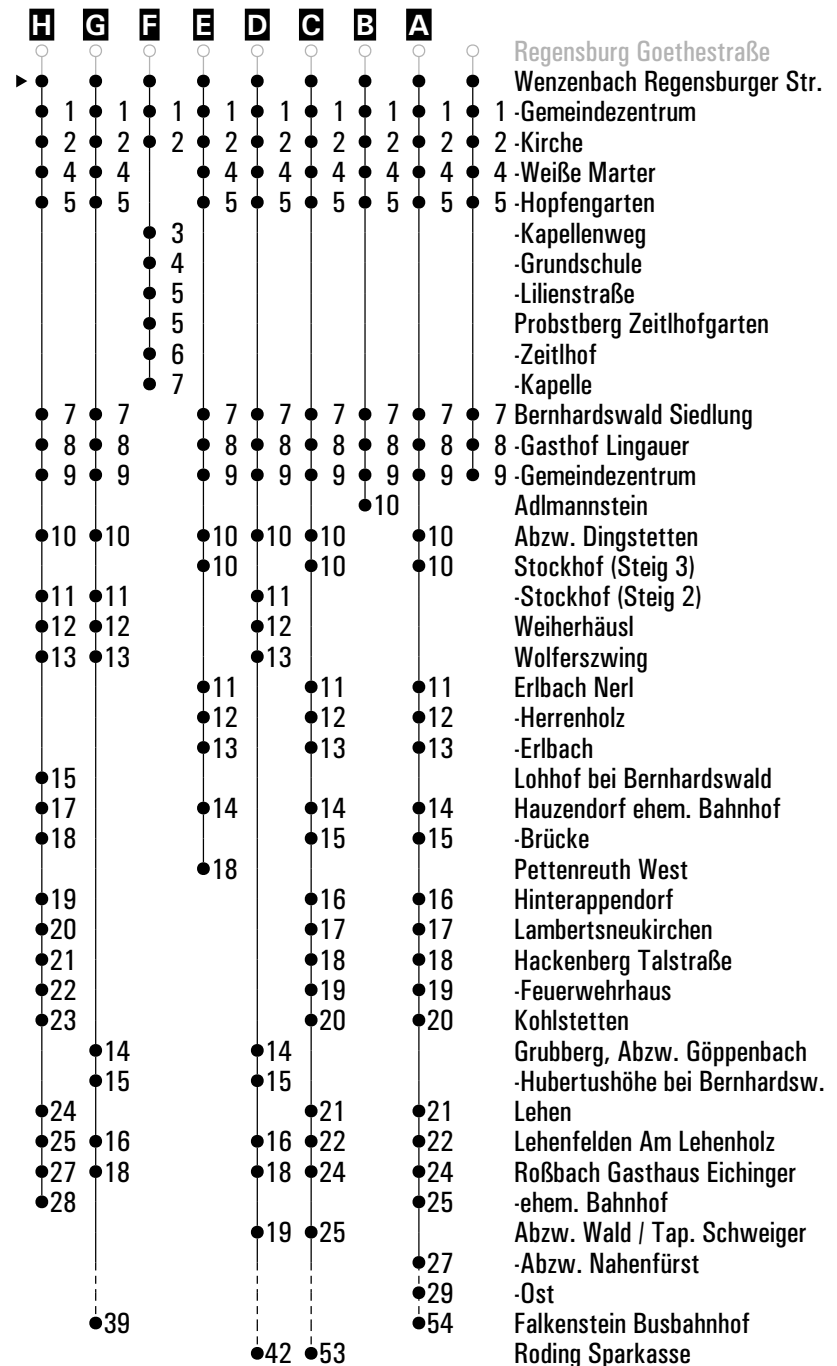 H G F E D C B A
Regensburg Goethestraße
Wenzenbach Regensburger Str.
1 1 1 1 1 1 1 1 1 -Gemeindezentrum
2 2 2 2 2 2 2 2 2 -Kirche
4 4 4 4 4 4 4 4 -Weiße Marter
5 5 5 5 5 5 5 5 -Hopfengarten
3 -Kapellenweg
4 -Grundschule
5 -Lilienstraße
5 Probstberg Zeitlhofgarten
6 -Zeitlhof
7 -Kapelle
7 7 7 7 7 7 7 7 Bernhardswald Siedlung
8 8 8 8 8 8 8 8 -Gasthof Lingauer
9 9 9 9 9 9 9 9 -Gemeindezentrum
10 Adlmannstein
10 10 10 10 10 10 Abzw. Dingstetten
10 10 10 Stockhof (Steig 3)
11 11 11 -Stockhof (Steig 2)
12 12 12 Weiherhäusl
13 13 13 Wolferszwing
11 11 11 Erlbach Nerl
12 12 12 -Herrenholz
13 13 13 -Erlbach
15 Lohhof bei Bernhardswald
17 14 14 14 Hauzendorf ehem. Bahnhof
18 15 15 -Brücke
18 Pettenreuth West
19 16 16 Hinterappendorf
20 17 17 Lambertsneukirchen
21 18 18 Hackenberg Talstraße
22 19 19 -Feuerwehrhaus
23 20 20 Kohlstetten
14 14 Grubberg, Abzw. Göppenbach
15 15 -Hubertushöhe bei Bernhardsw.
24 21 21 Lehen
25 16 16 22 22 Lehenfelden Am Lehenholz
27 18 18 24 24 Roßbach Gasthaus Eichinger
28 25 -ehem. Bahnhof
19 25 Abzw. Wald / Tap. Schweiger
27 -Abzw. Nahenfürst
29 -Ost
39 54 Falkenstein Busbahnhof
42 53 Roding Sparkasse